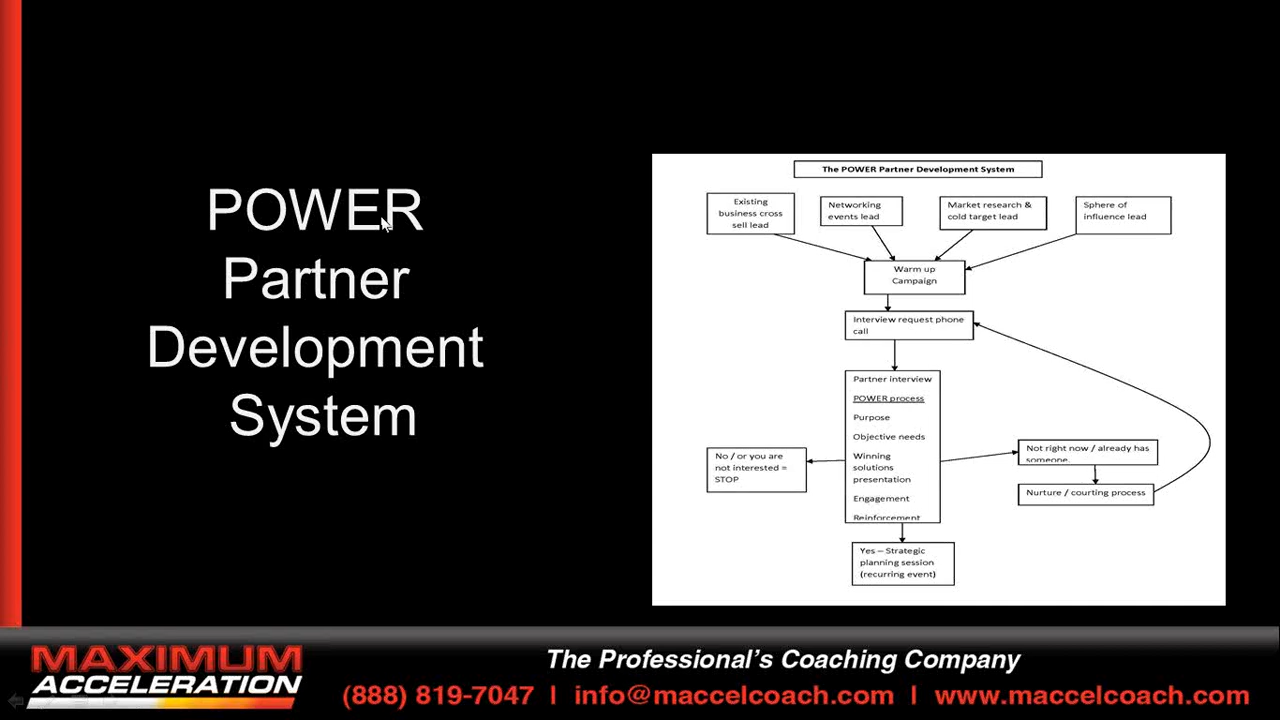 POWER
Partner
Development
System
The POWER Partner Development System
Existing
business cross
sell lead
Networking
events lead
Market research &
cold target lead
Sphere of
influence lead
Warm up
Campaign
Interview request phone
call
Partner interview
POWER process
Purpose
Objective needs
Winning
solutions
presentation
Engagement
Reinforcement
No / or you are
not interested =
STOP
Not right now / already has
someone.
Nurture / courting process
Yes – Strategic
planning session
(recurring event)
MAXIMUM
ACCELERATION
The Professional's Coaching Company
(888) 819-7047 | info@maccelcoach.com | www.maccelcoach.com